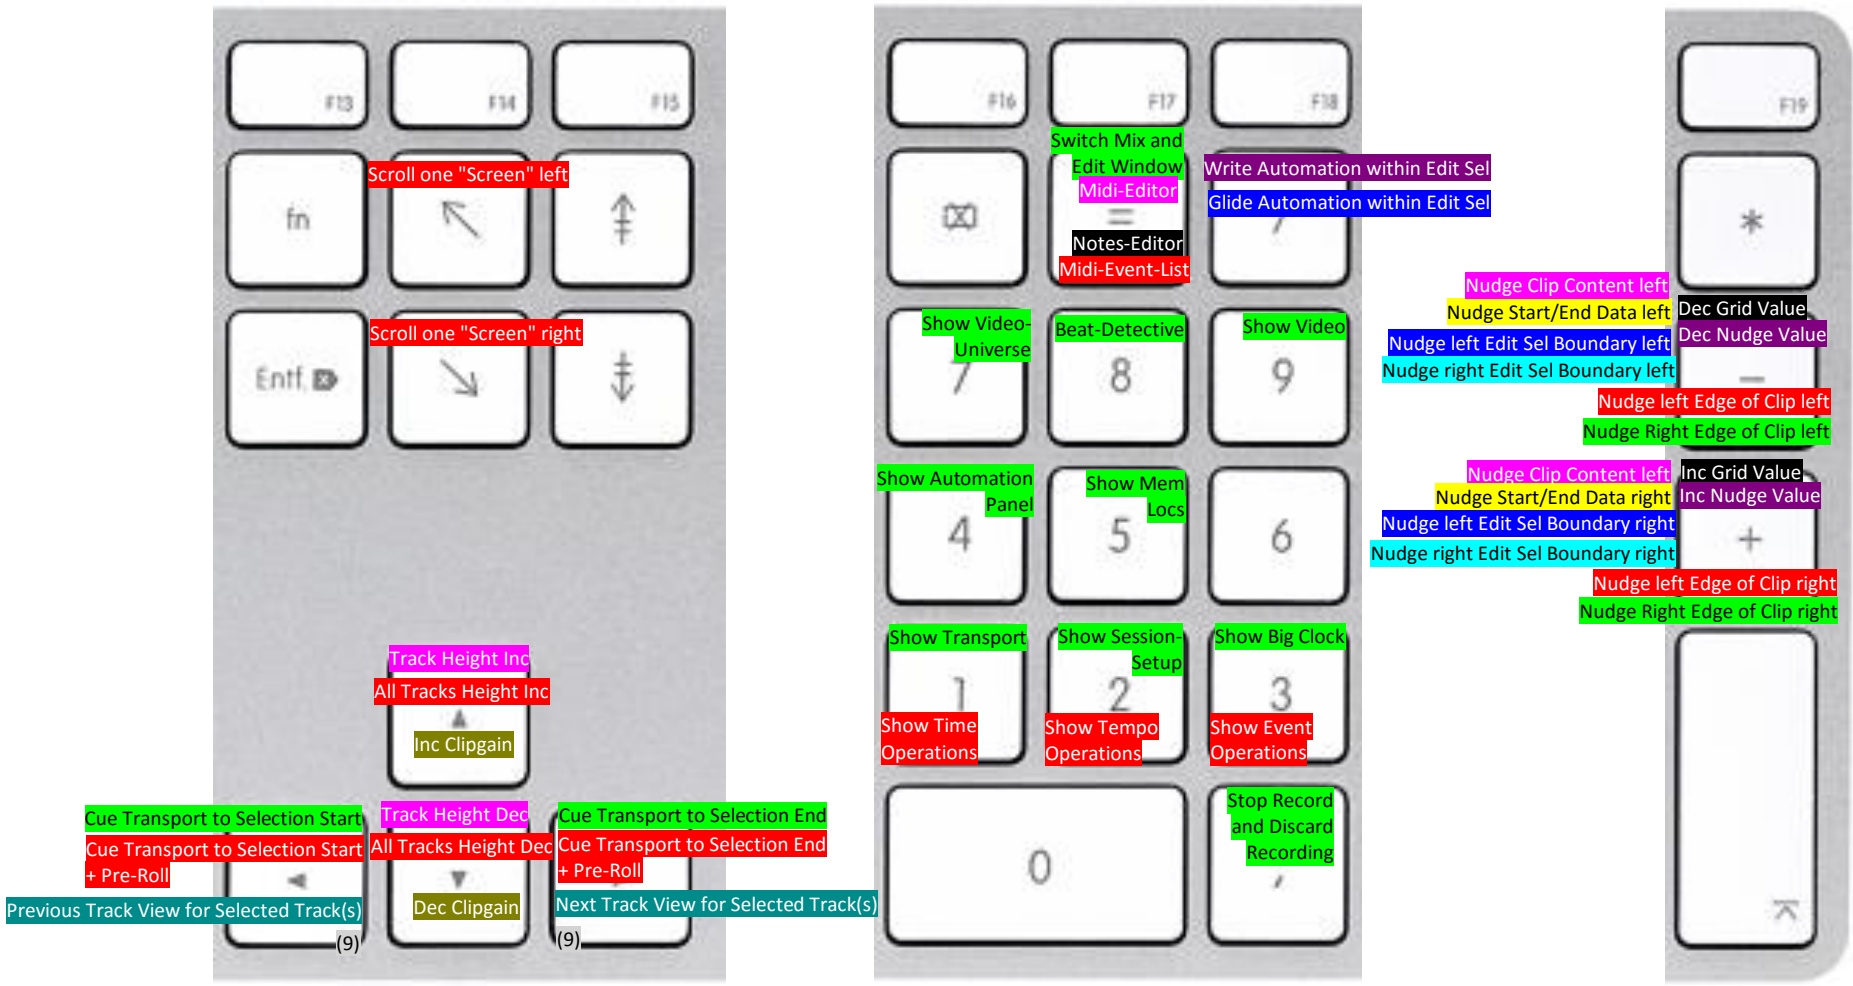 F13
F14
F15
fn
Scroll one "Screen" left
Entf.
Scroll one "Screen" right
Track Height Inc
All Tracks Height Inc
Inc Clipgain
Cue Transport to Selection Start
Cue Transport to Selection Start
+ Pre-Roll
Previous Track View for Selected Track(s)
(9)
Track Height Dec
All Tracks Height Dec
Dec Clipgain
Cue Transport to Selection End
Cue Transport to Selection End
+ Pre-Roll
Next Track View for Selected Track(s)
(9)
F16
F17
F18
Switch Mix and
Edit Window
Midi-Editor
=
Notes-Editor
Midi-Event-List
Write Automation within Edit Sel
Glide Automation within Edit Sel
/
Show Video-
Universe
7
Beat-Detective
8
Show Video
9
Show Automation
Panel
4
Show Mem
Locs
5
6
Show Transport
1
Show Time
Operations
Show Session-
Setup
2
Show Tempo
Operations
Show Big Clock
3
Show Event
Operations
0
Stop Record
and Discard
Recording
,
F19
*
Nudge Clip Content left
Nudge Start/End Data left
Nudge left Edit Sel Boundary left
Nudge right Edit Sel Boundary left
Dec Grid Value
Dec Nudge Value
-
Nudge left Edge of Clip left
Nudge Right Edge of Clip left
Nudge Clip Content left
Nudge Start/End Data right
Nudge left Edit Sel Boundary right
Nudge right Edit Sel Boundary right
Inc Grid Value
Inc Nudge Value
+
Nudge left Edge of Clip right
Nudge Right Edge of Clip right